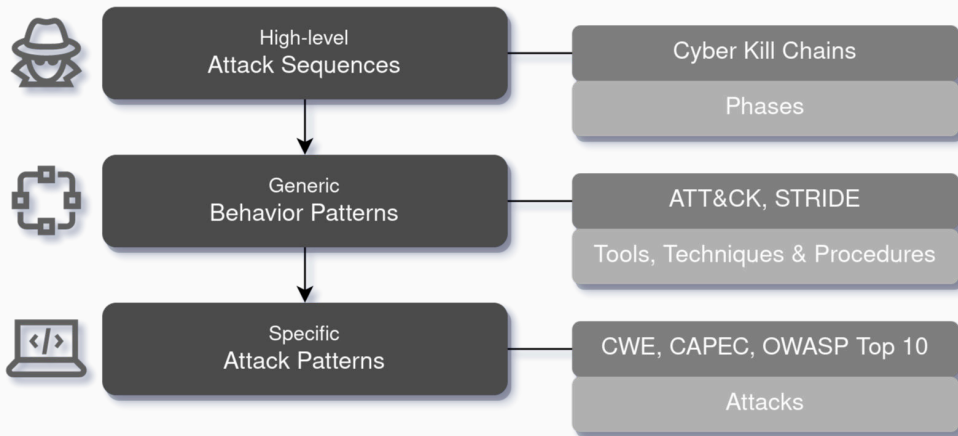 High-level
Attack Sequences
Cyber Kill Chains
Phases
Generic
Behavior Patterns
ATT&CK, STRIDE
Tools, Techniques & Procedures
</>
Specific
Attack Patterns
CWE, CAPEC, OWASP Top 10
Attacks